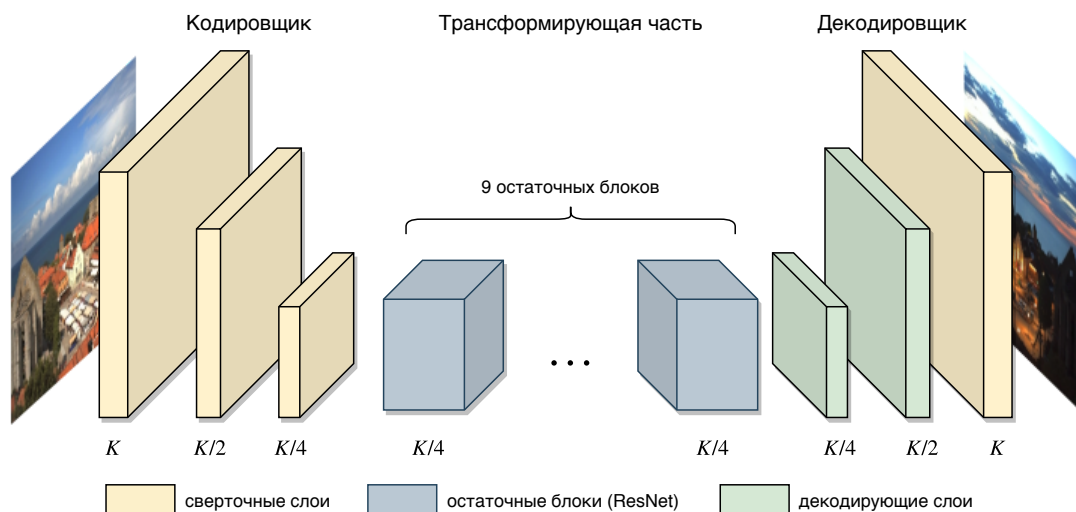 Кодировщик
Трансформирующая часть
Декодировщик
9 остаточных блоков
...
K
K/2
K/4
K/4
K/4
K/4
K/2
K
сверточные слои
остаточные блоки (ResNet)
декодирующие слои